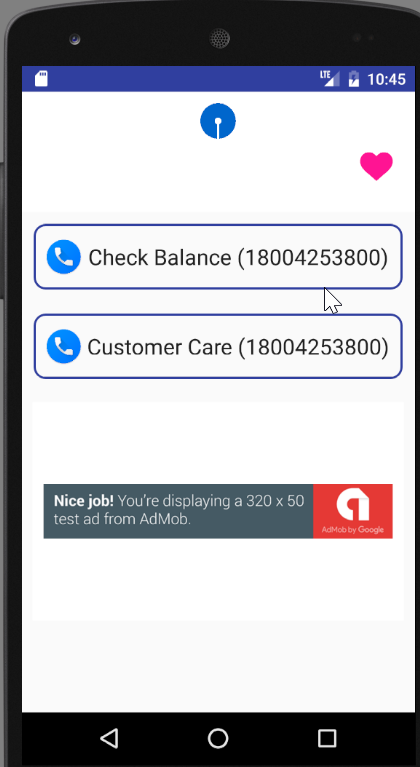 LTE 10:45
Check Balance (18004253800)
Customer Care (18004253800)
Nice job! You're displaying a 320 x 50
test ad from AdMob.
AdMob by Google